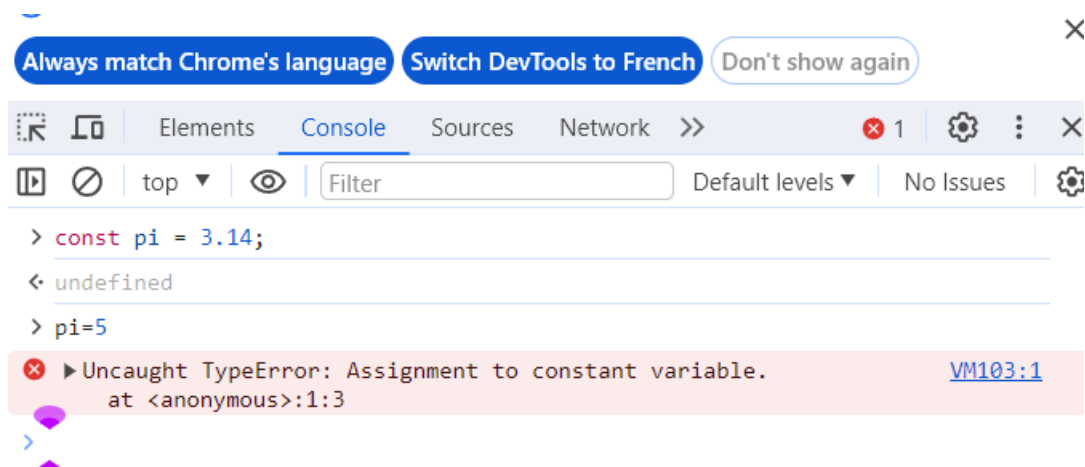 Always match Chrome's language Switch DevTools to French Don't show again
Elements Console Sources Network 1
top Filter Default levels No Issues
const pi = 3.14;
undefined
pi=5
Uncaught TypeError: Assignment to constant variable. VM103:1
at <anonymous>:1:3